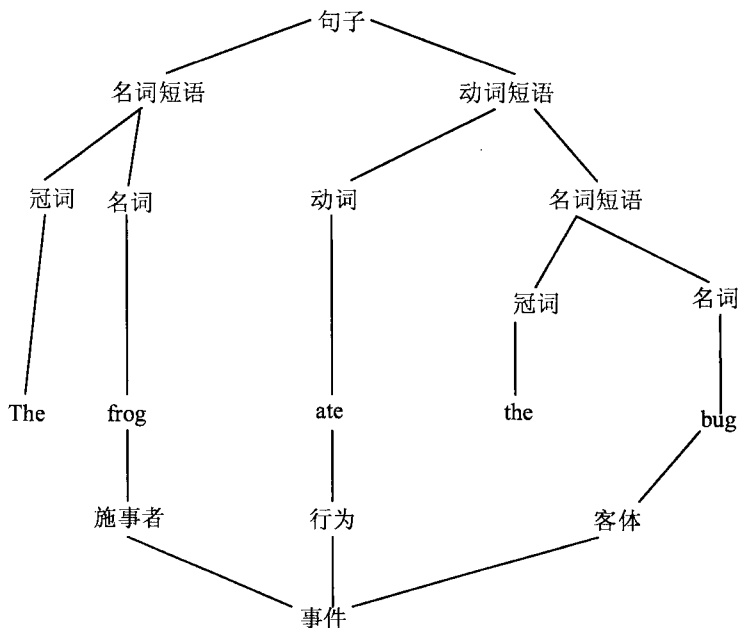 句子
名词短语 动词短语
冠词 名词 动词 名词短语
冠词 名词
The frog ate the bug
施事者 行为 客体
事件